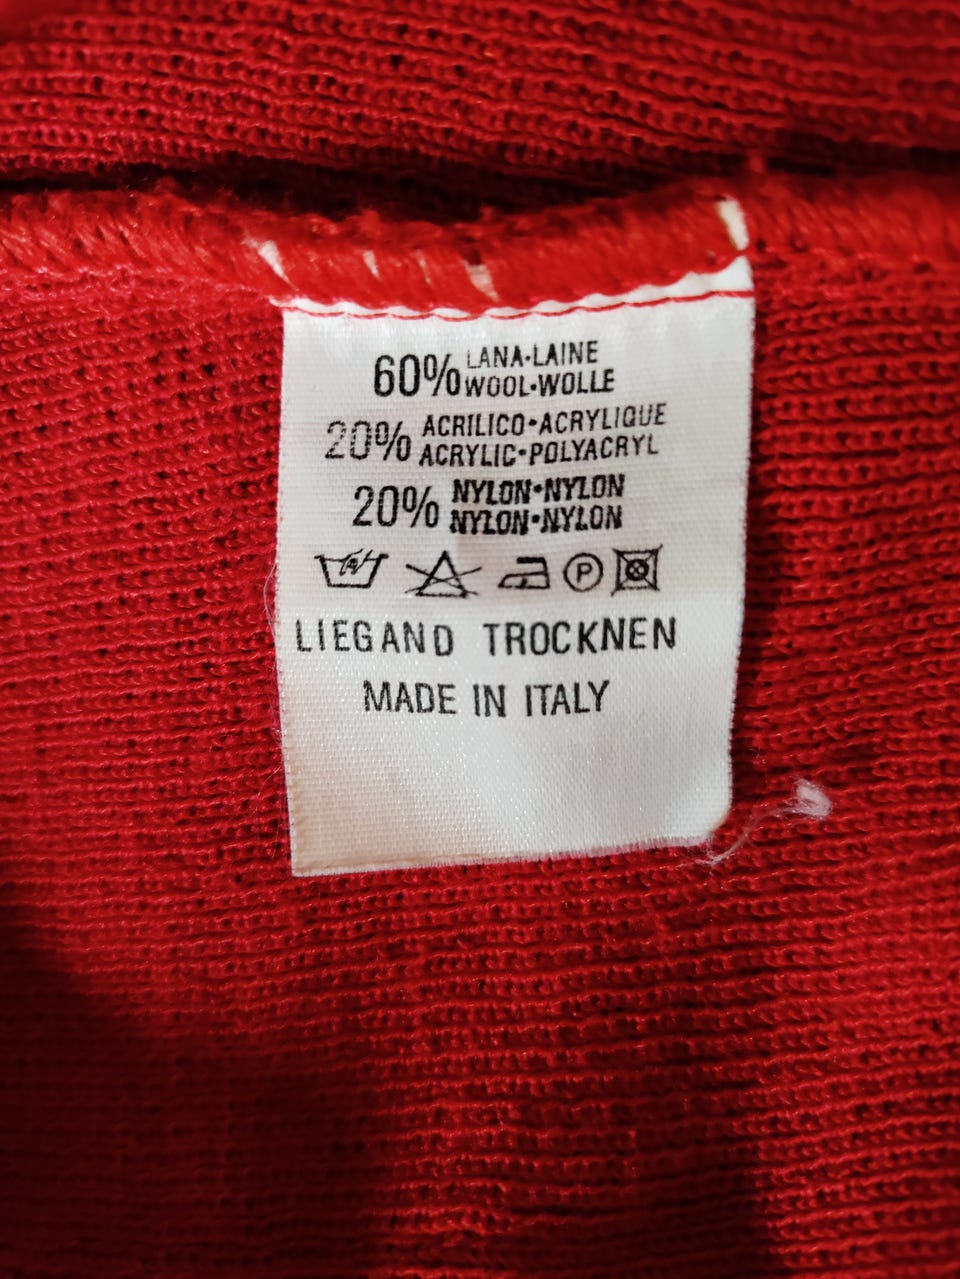 60% LANA•LAINE
WOOL•WOLLE
20% ACRILICO•ACRYLIQUE
ACRYLIC•POLYACRYL
20% NYLON•NYLON
NYLON•NYLON
P
LIEGAND TROCKNEN
MADE IN ITALY